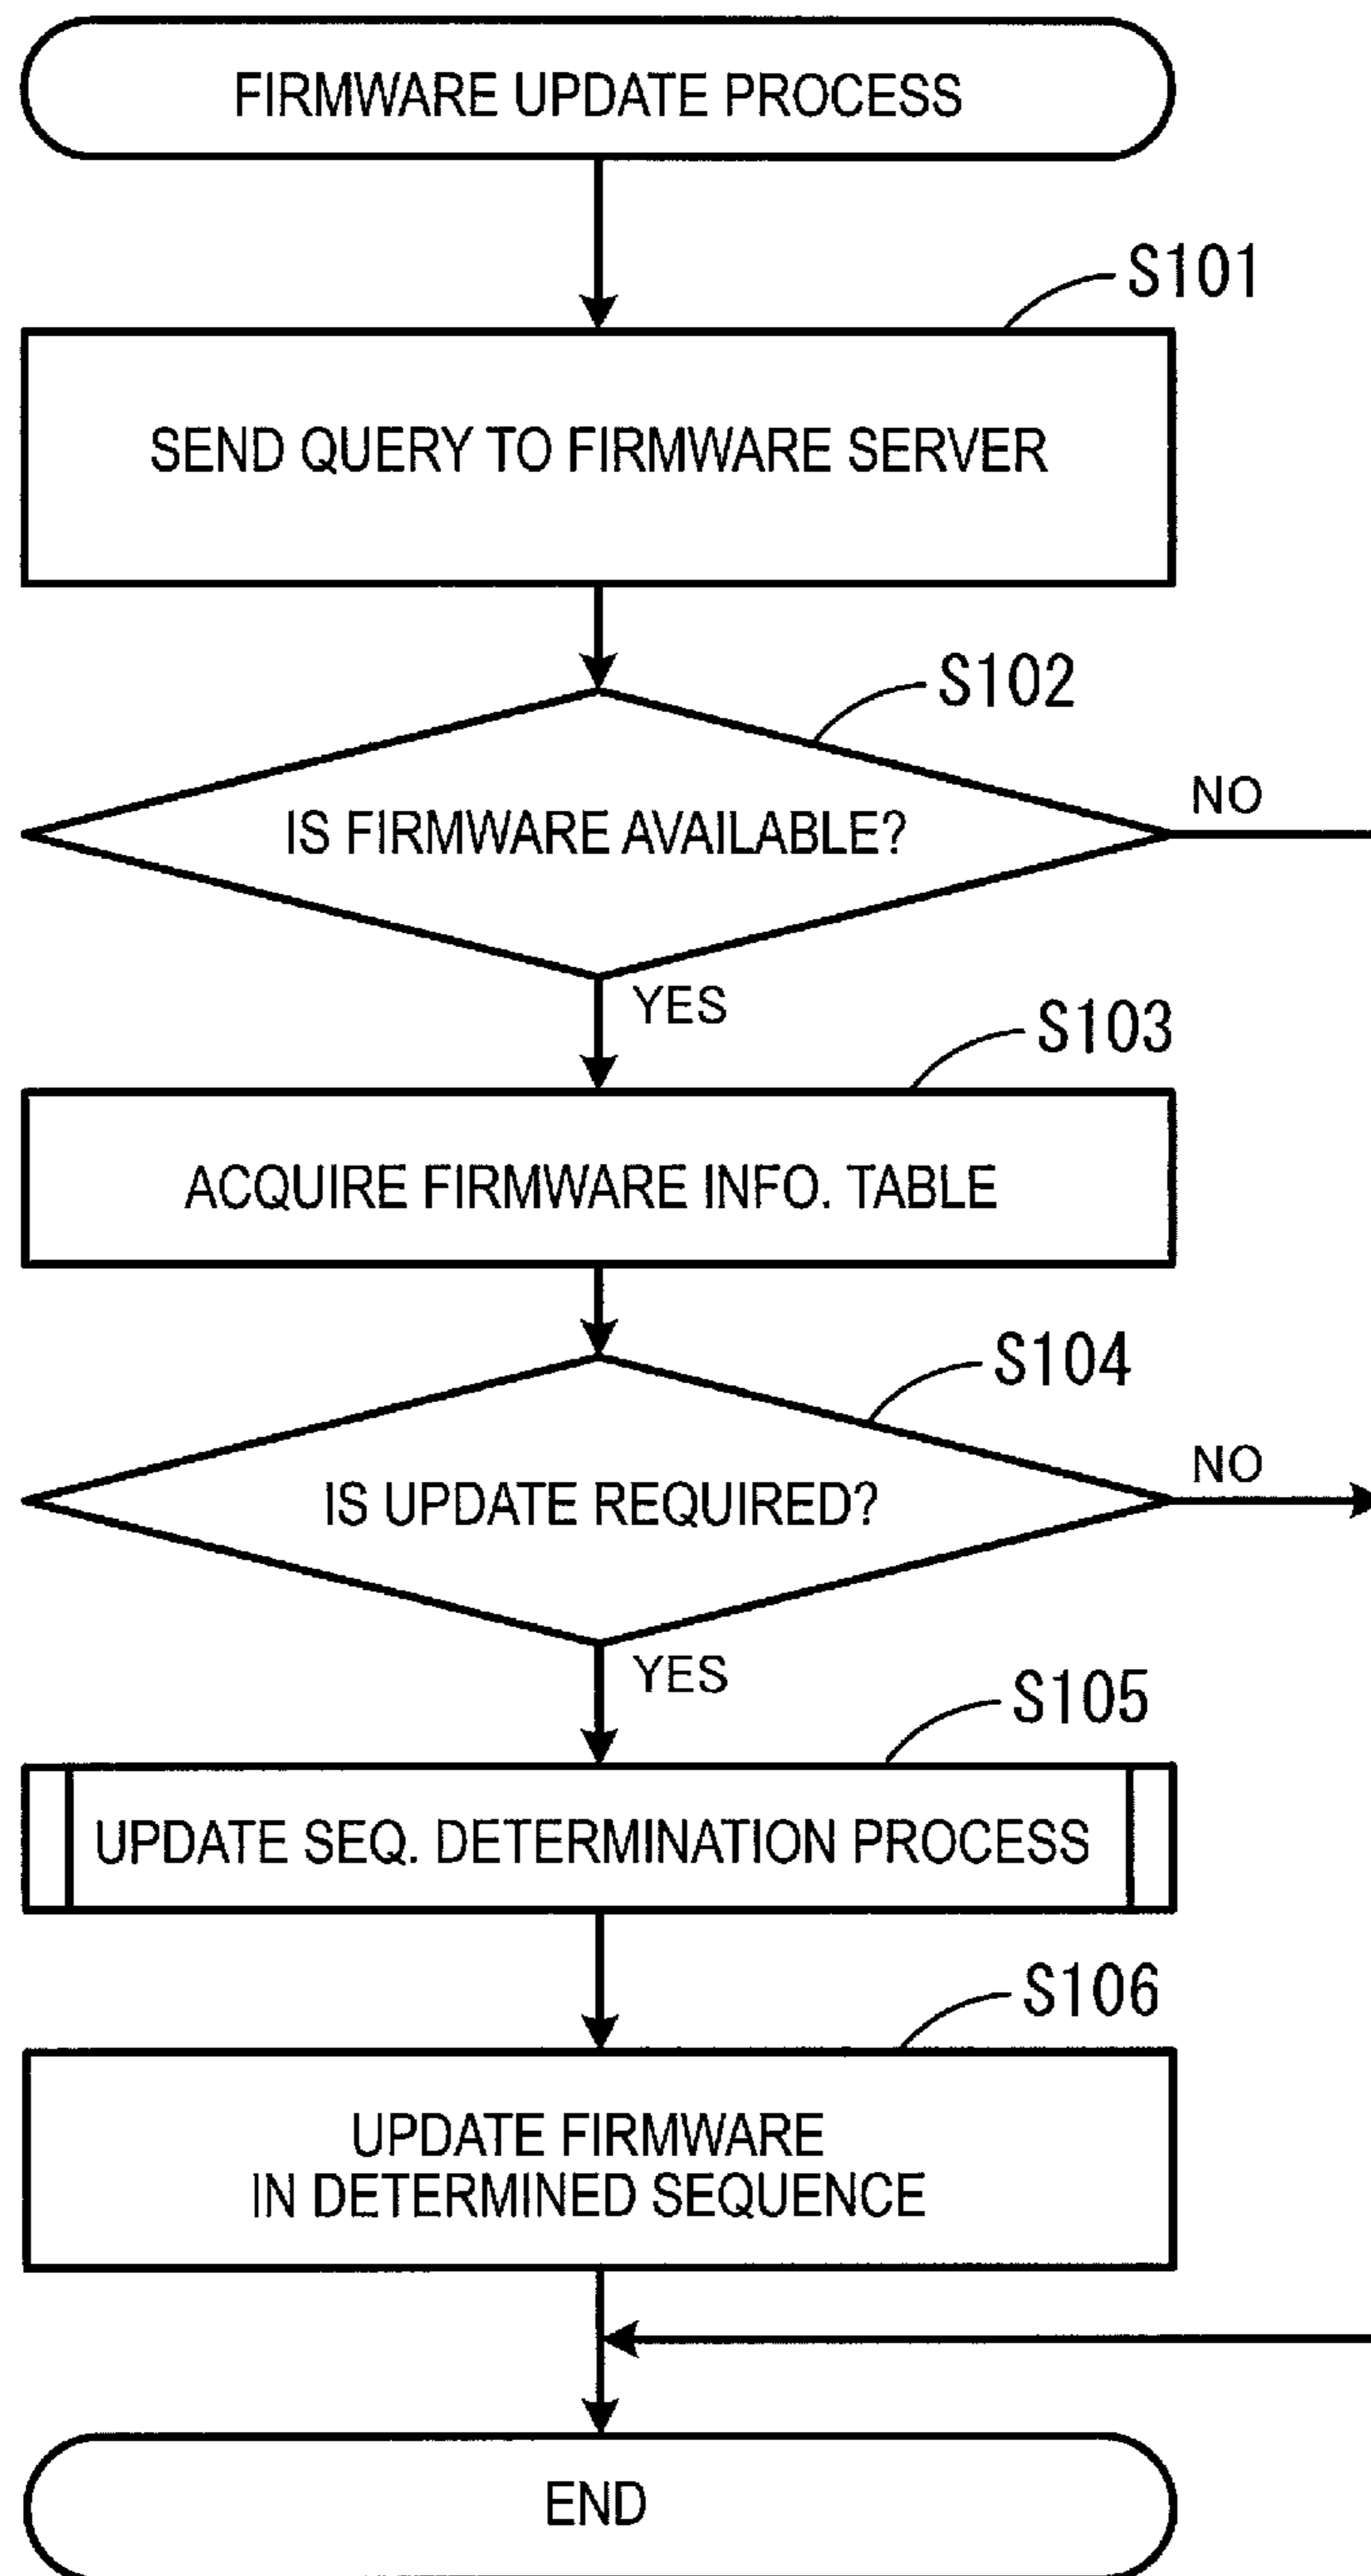 FIRMWARE UPDATE PROCESS
S101
SEND QUERY TO FIRMWARE SERVER
S102
IS FIRMWARE AVAILABLE?
NO
YES
S103
ACQUIRE FIRMWARE INFO. TABLE
S104
IS UPDATE REQUIRED?
NO
YES
S105
UPDATE SEQ. DETERMINATION PROCESS
S106
UPDATE FIRMWARE
IN DETERMINED SEQUENCE
END